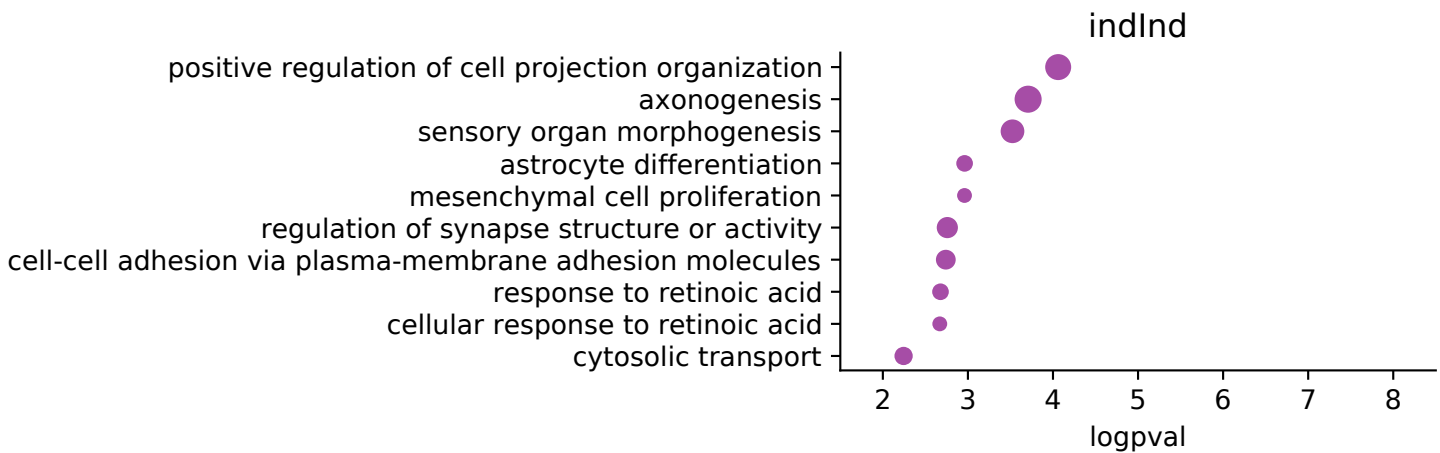 indInd
positive regulation of cell projection organization
axonogenesis
sensory organ morphogenesis
astrocyte differentiation
mesenchymal cell proliferation
regulation of synapse structure or activity
cell-cell adhesion via plasma-membrane adhesion molecules
response to retinoic acid
cellular response to retinoic acid
cytosolic transport
2 3 4 5 6 7 8
logpval